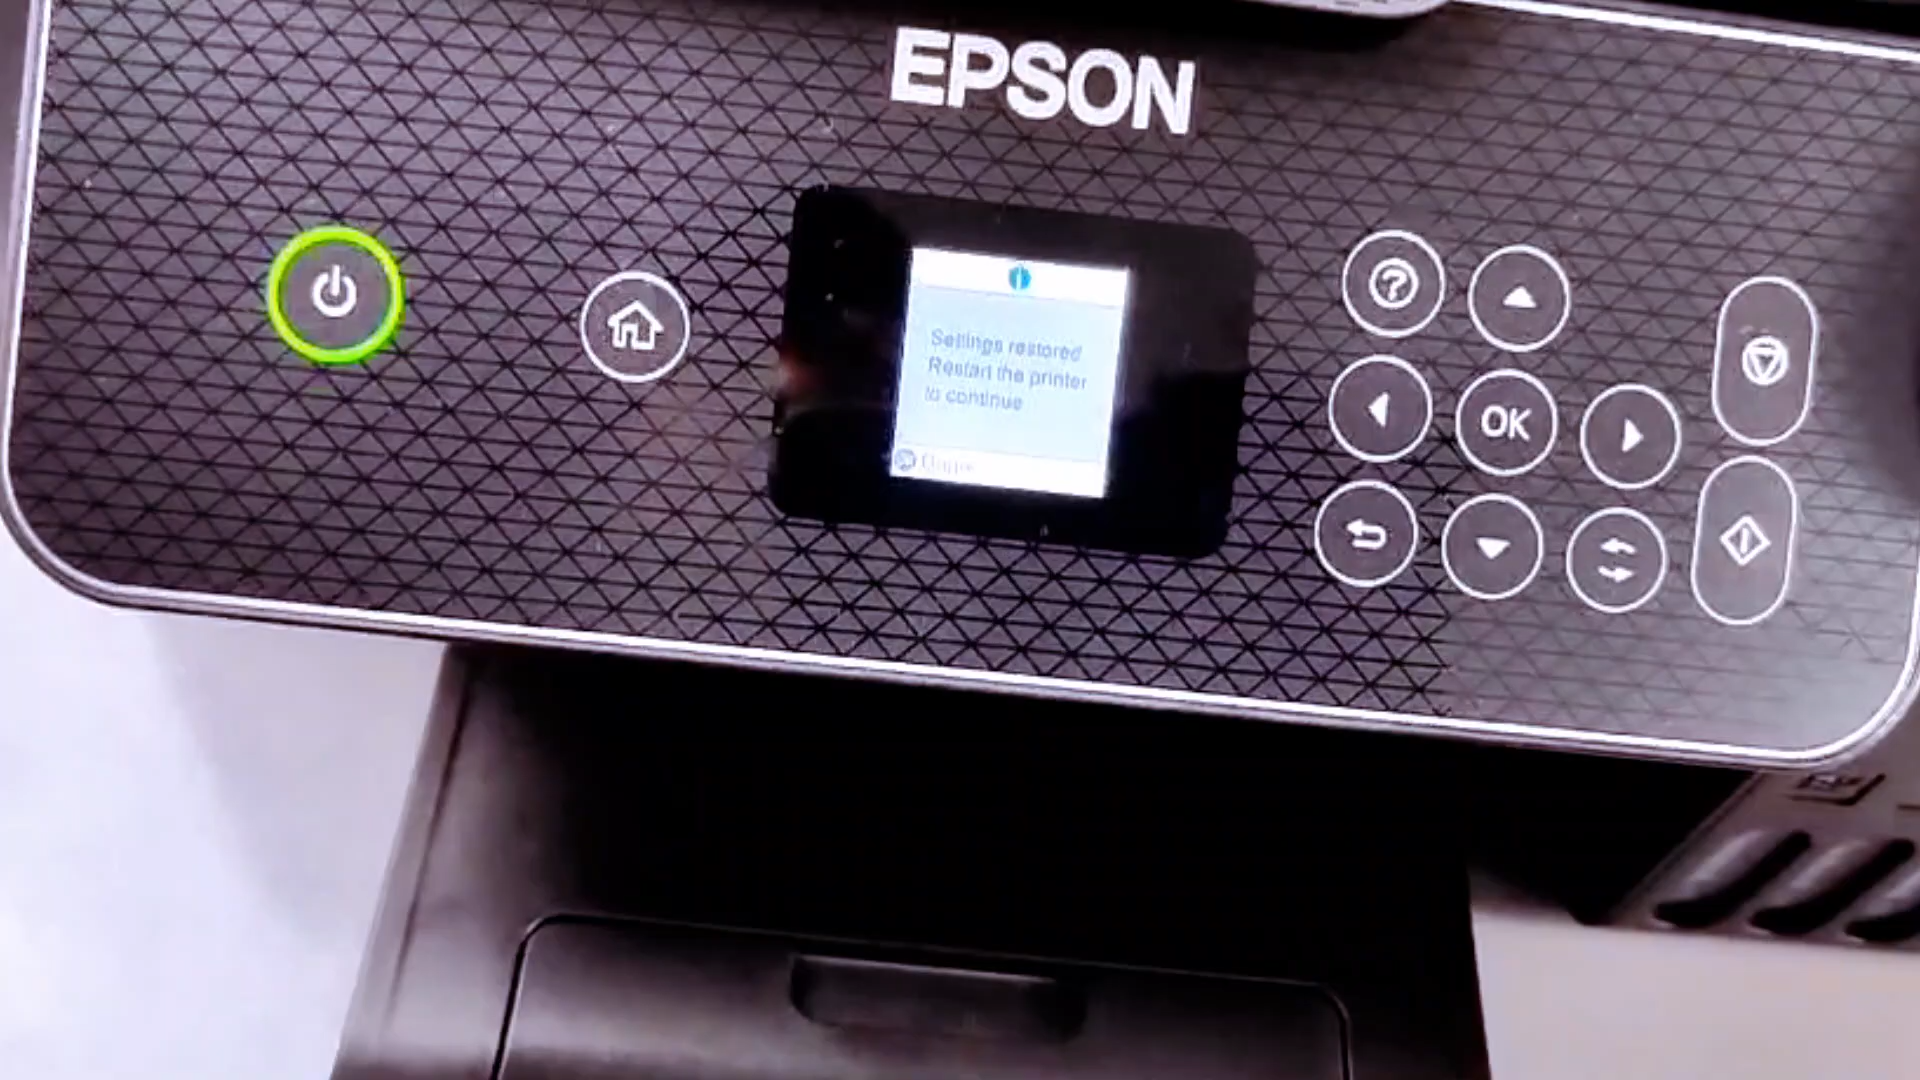 EPSON
Settings restored
Restart the printer
to continue
OK